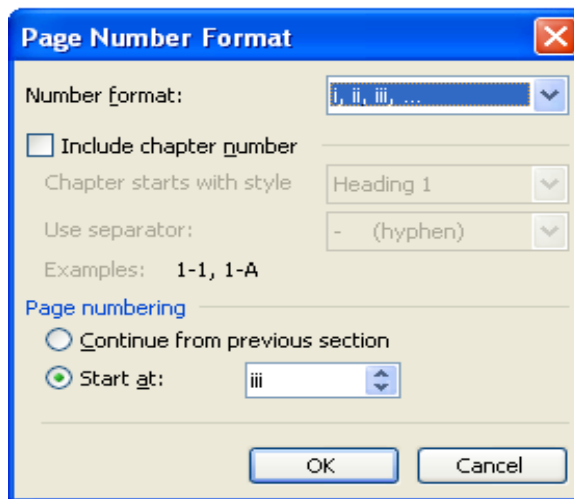 Page Number Format
Number format: i, ii, iii, ...
Include chapter number
Chapter starts with style Heading 1
Use separator: - (hyphen)
Examples: 1-1, 1-A
Page numbering
Continue from previous section
Start at: iii
OK Cancel